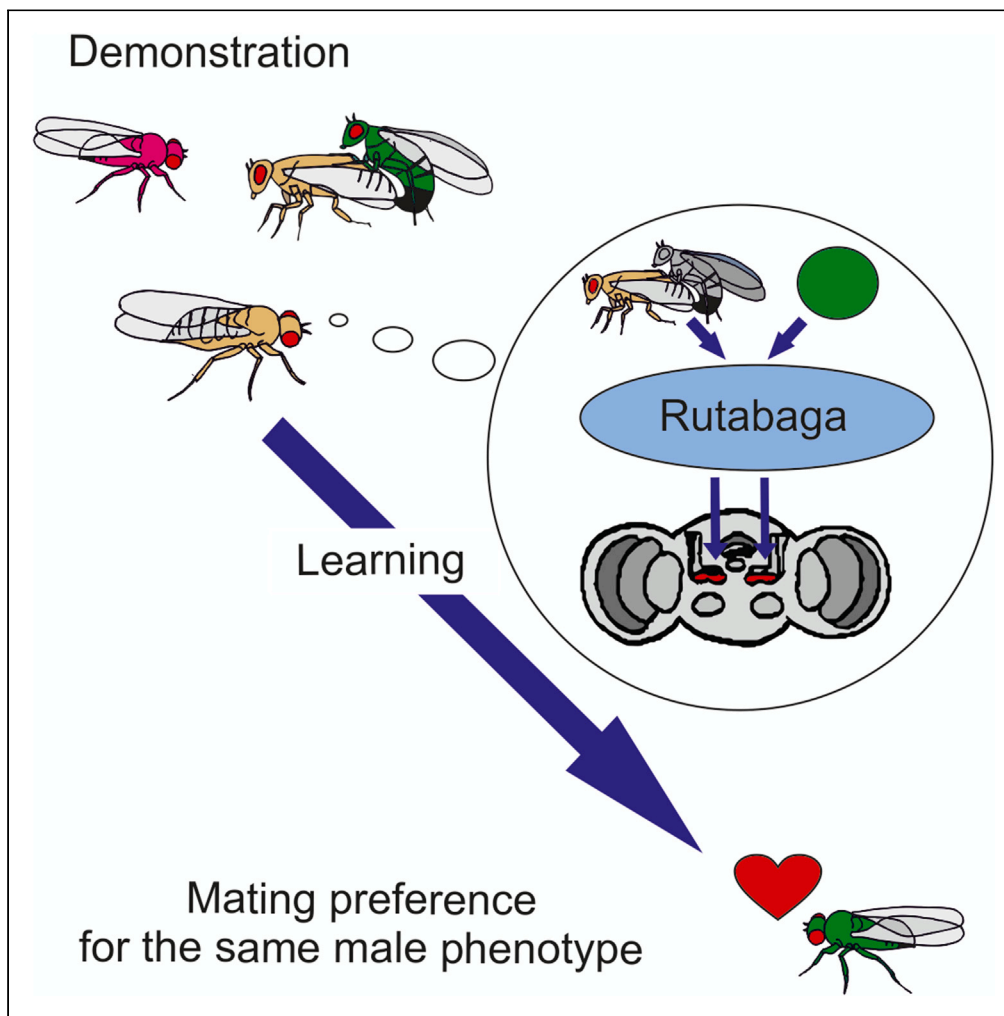 Demonstration
Rutabaga
Learning
Mating preference
for the same male phenotype